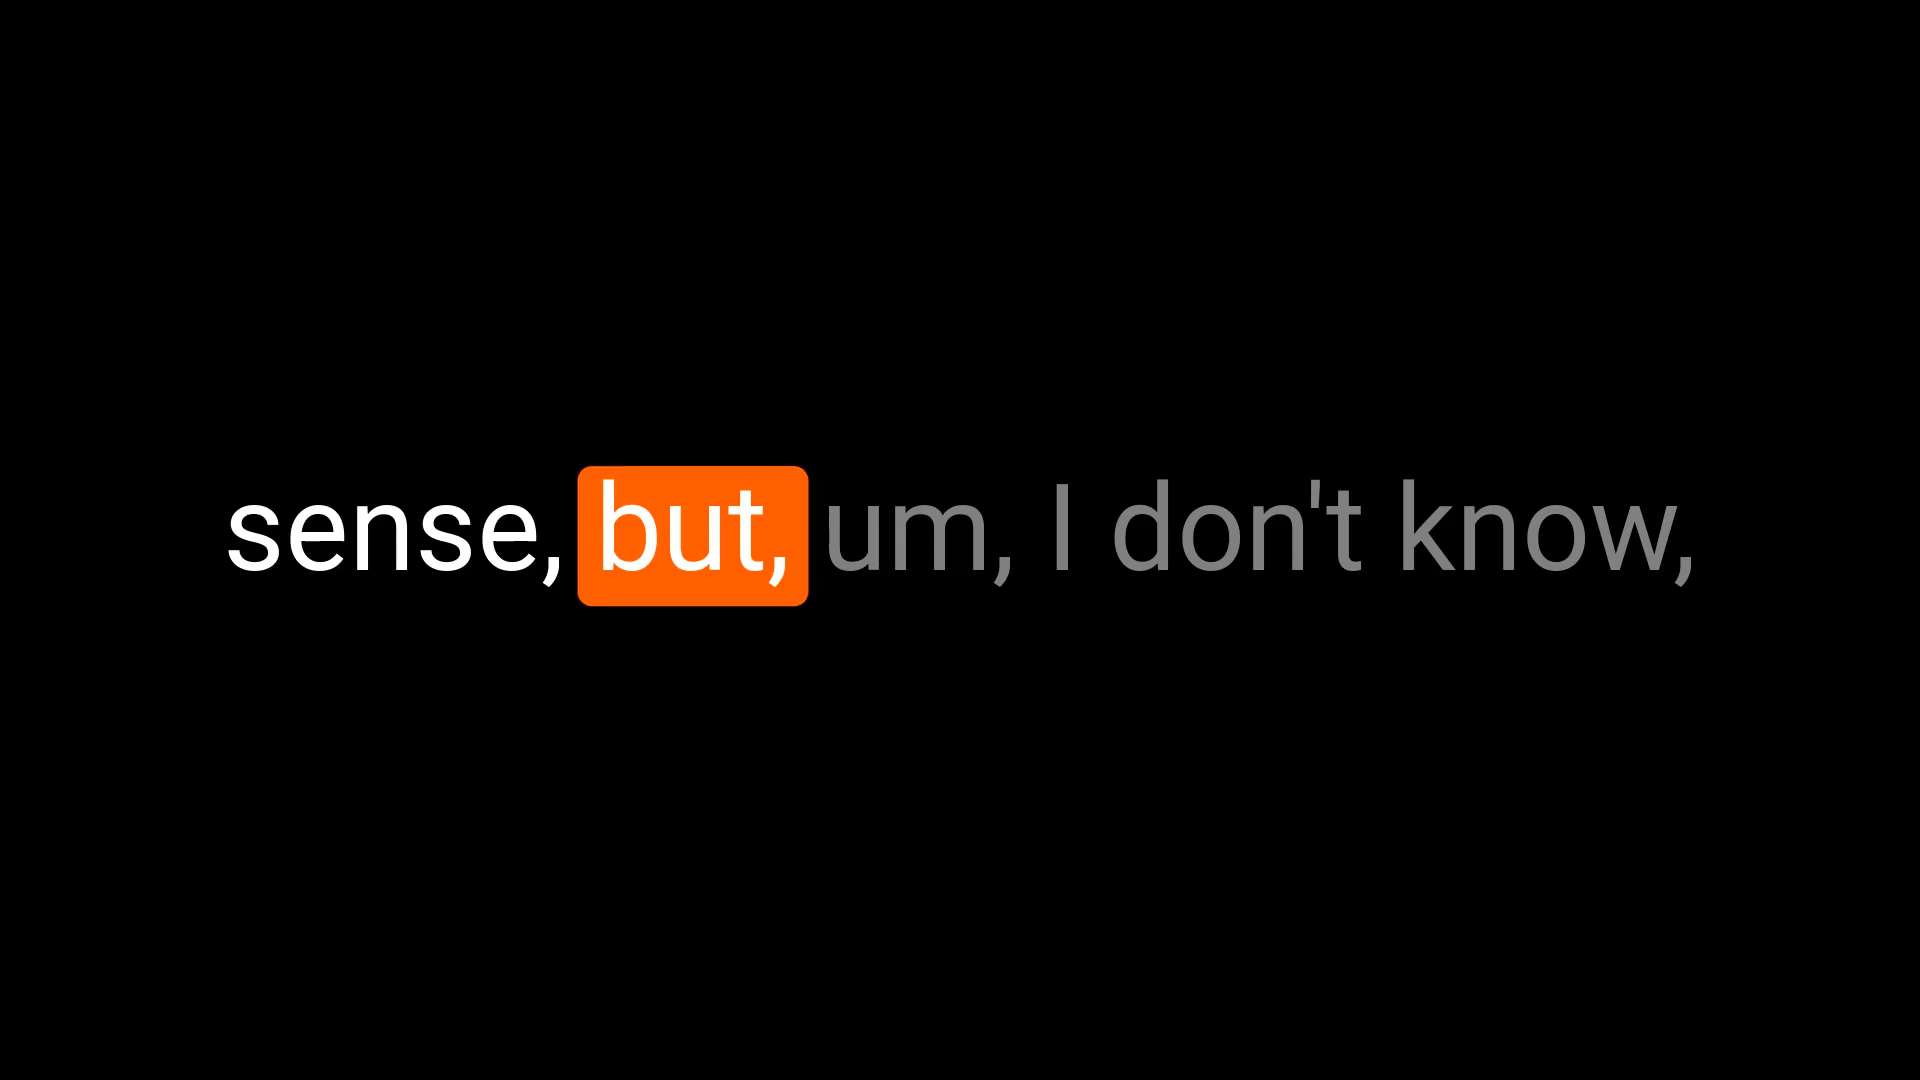 sense, but, um, I don't know,